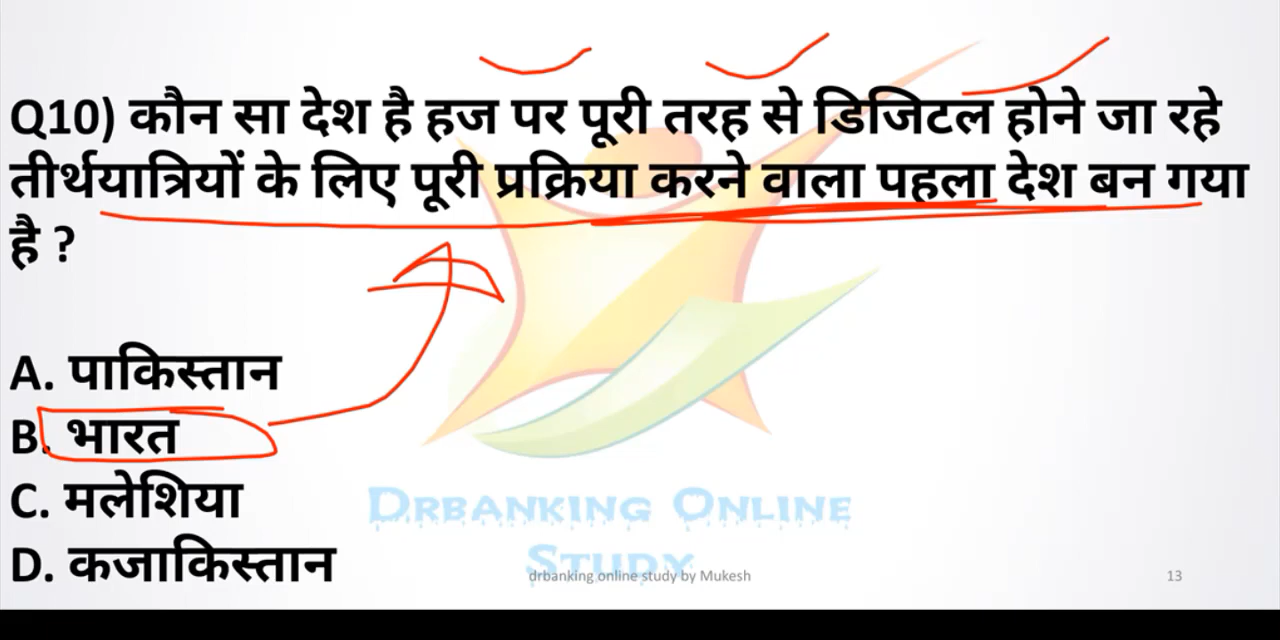 Q10) कौन सा देश है हज पर पूरी तरह से डिजिटल होने जा रहे
तीर्थयात्रियों के लिए पूरी प्रक्रिया करने वाला पहला देश बन गया
है ?
A. पाकिस्तान
B. भारत
C. मलेशिया
D. कजाकिस्तान
DRBANKING ONLINE
STUDY
drbanking online study by Mukesh
13